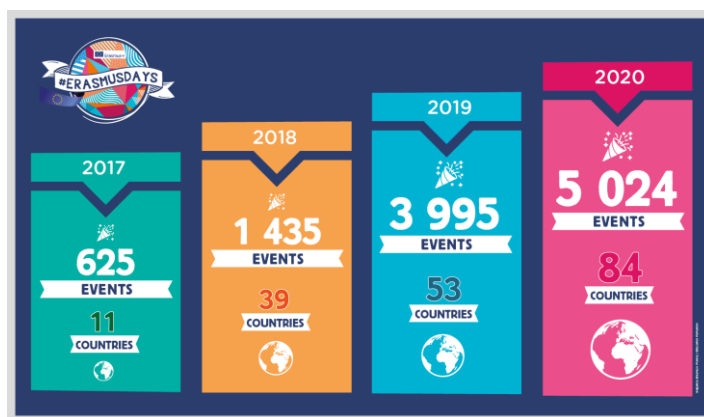 #ERASMUSDAYS
2017
625
EVENTS
11
COUNTRIES
2018
1 435
EVENTS
39
COUNTRIES
2019
3 995
EVENTS
53
COUNTRIES
2020
5 024
EVENTS
84
COUNTRIES